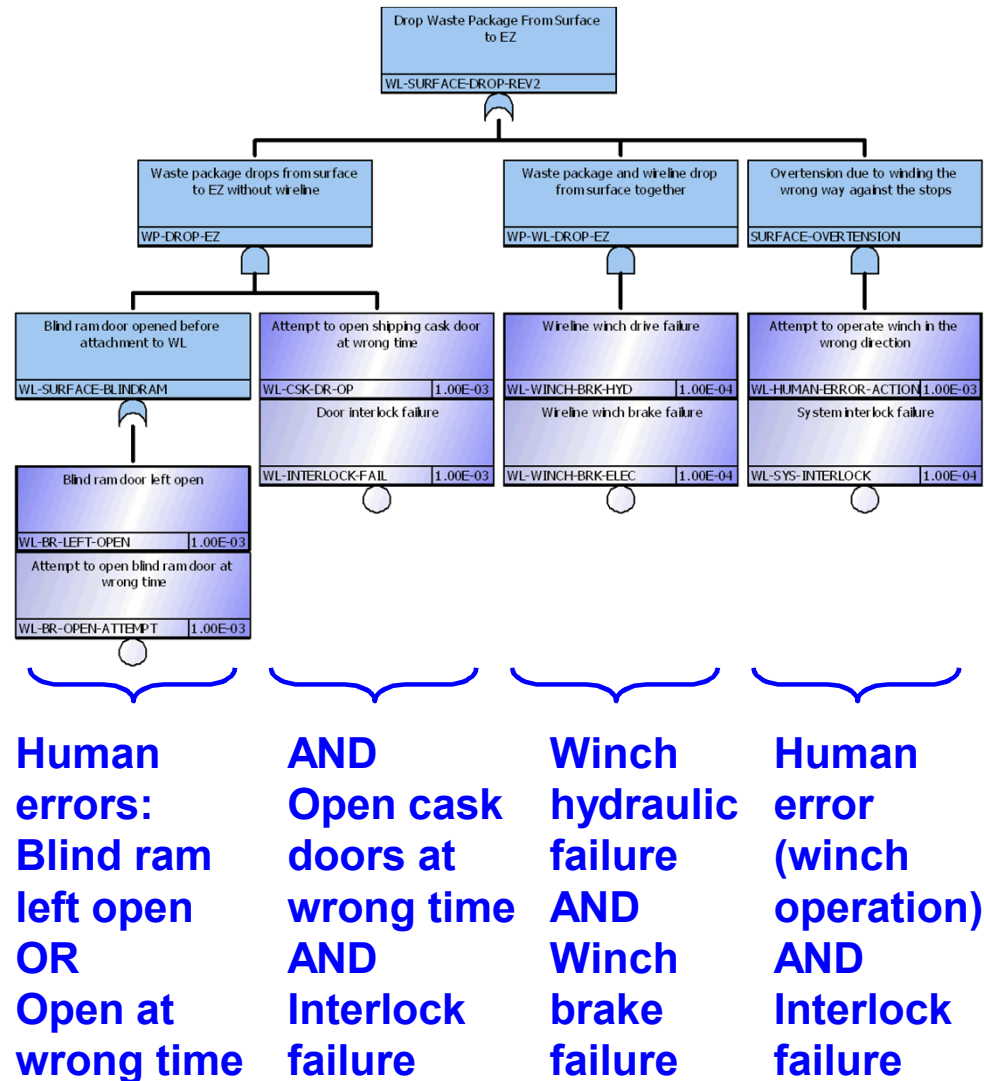 Drop Waste Package From Surface
to EZ
WL-SURFACE-DROP-REV2
Waste package drops from surface
to EZ without wireline
WP-DROP-EZ
Waste package and wireline drop
from surface together
WP-WL-DROP-EZ
Overtension due to winding the
wrong way against the stops
SURFACE-OVERTENSION
Blind ram door opened before
attachment to WL
WL-SURFACE-BLINDRAM
Attempt to open shipping cask door
at wrong time
WL-CSK-DR-OP 1.00E-03
Door interlock failure
WL-INTERLOCK-FAIL 1.00E-03
Wireline winch drive failure
WL-WINCH-BRK-HYD 1.00E-04
Wireline winch brake failure
WL-WINCH-BRK-ELEC 1.00E-04
Attempt to operate winch in the
wrong direction
WL-HUMAN-ERROR-ACTION 1.00E-03
System interlock failure
WL-SYS-INTERLOCK 1.00E-04
Blind ram door left open
WL-BR-LEFT-OPEN 1.00E-03
Attempt to open blind ram door at
wrong time
WL-BR-OPEN-ATTEMPT 1.00E-03
Human
errors:
Blind ram
left open
OR
Open at
wrong time
AND
Open cask
doors at
wrong time
AND
Interlock
failure
Winch
hydraulic
failure
AND
Winch
brake
failure
Human
error
(winch
operation)
AND
Interlock
failure